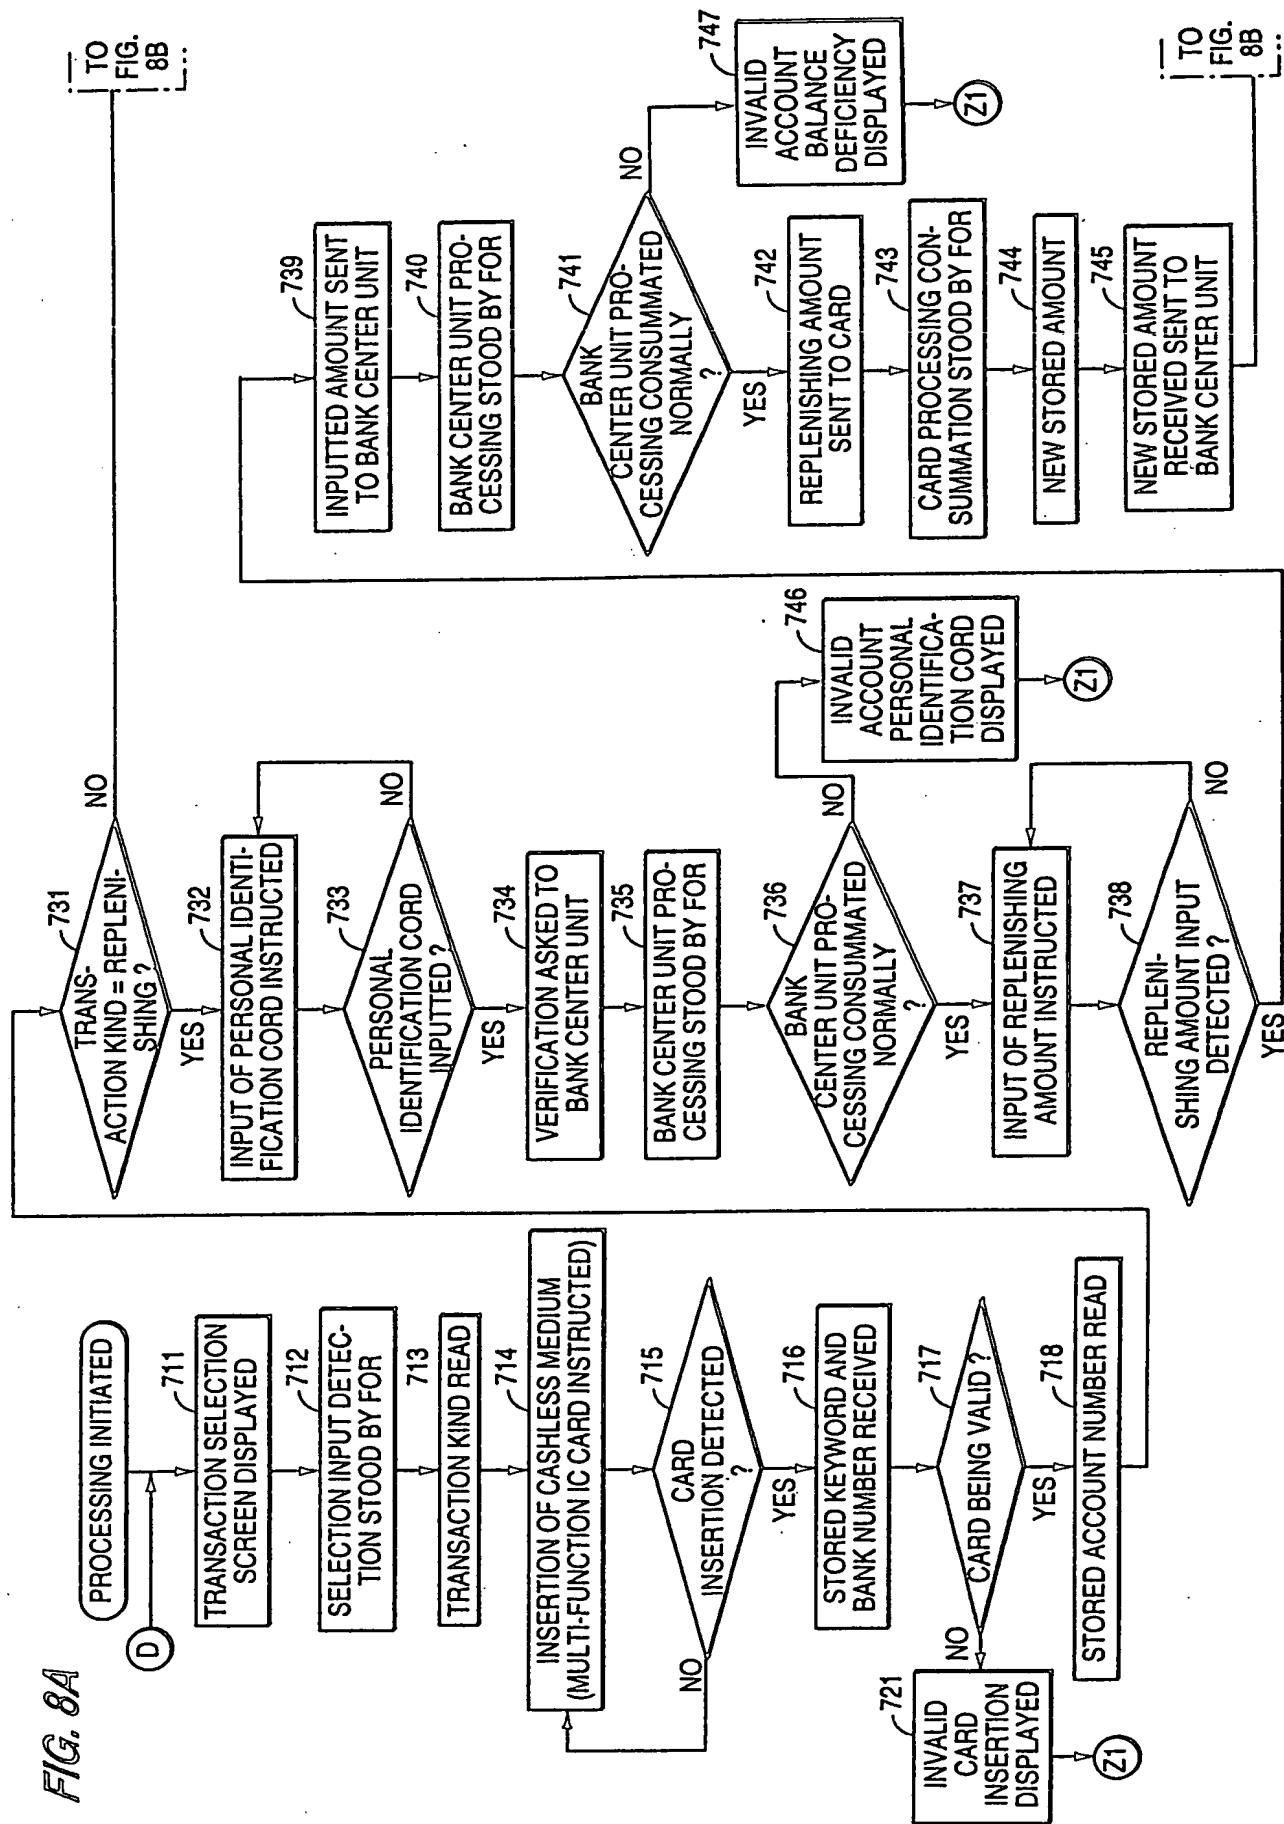 FIG. 8A
PROCESSING INITIATED
D
711
TRANSACTION SELECTION
SCREEN DISPLAYED
712
SELECTION INPUT DETEC-
TION STOOD BY FOR
713
TRANSACTION KIND READ
714
INSERTION OF CASHLESS MEDIUM
(MULTI-FUNCTION IC CARD INSTRUCTED)
715
CARD
INSERTION DETECTED
?
NO
YES
716
STORED KEYWORD AND
BANK NUMBER RECEIVED
717
CARD BEING VALID ?
NO
YES
721
INVALID
CARD
INSERTION
DISPLAYED
Z1
718
STORED ACCOUNT NUMBER READ
731
TRANS-
ACTION KIND = REPLENI-
SHING ?
NO
YES
TO
FIG.
8B
732
INPUT OF PERSONAL IDENTI-
FICATION CORD INSTRUCTED
733
PERSONAL
IDENTIFICATION CORD
INPUTTED ?
NO
YES
734
VERIFICATION ASKED TO
BANK CENTER UNIT
735
BANK CENTER UNIT PRO-
CESSING STOOD BY FOR
736
BANK
CENTER UNIT PRO-
CESSING CONSUMMATED
NORMALLY
?
NO
YES
746
INVALID
ACCOUNT
PERSONAL
IDENTIFICA-
TION CORD
DISPLAYED
Z1
737
INPUT OF REPLENISHING
AMOUNT INSTRUCTED
738
REPLENI-
SHING AMOUNT INPUT
DETECTED ?
NO
YES
739
INPUTTED AMOUNT SENT
TO BANK CENTER UNIT
740
BANK CENTER UNIT PRO-
CESSING STOOD BY FOR
741
BANK
CENTER UNIT PRO-
CESSING CONSUMMATED
NORMALLY
?
NO
YES
747
INVALID
ACCOUNT
BALANCE
DEFICIENCY
DISPLAYED
Z1
742
REPLENISHING AMOUNT
SENT TO CARD
743
CARD PROCESSING CON-
SUMMATION STOOD BY FOR
744
NEW STORED AMOUNT
745
NEW STORED AMOUNT
RECEIVED SENT TO
BANK CENTER UNIT
TO
FIG.
8B